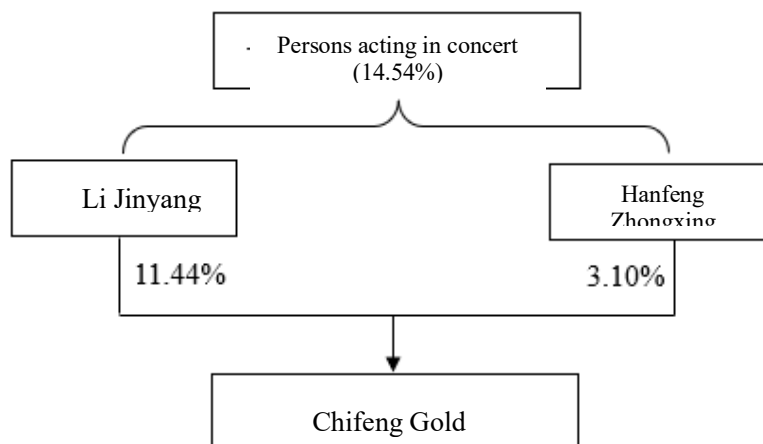 Persons acting in concert
(14.54%)
Li Jinyang
Hanfeng
Zhongxing
11.44%
3.10%
Chifeng Gold